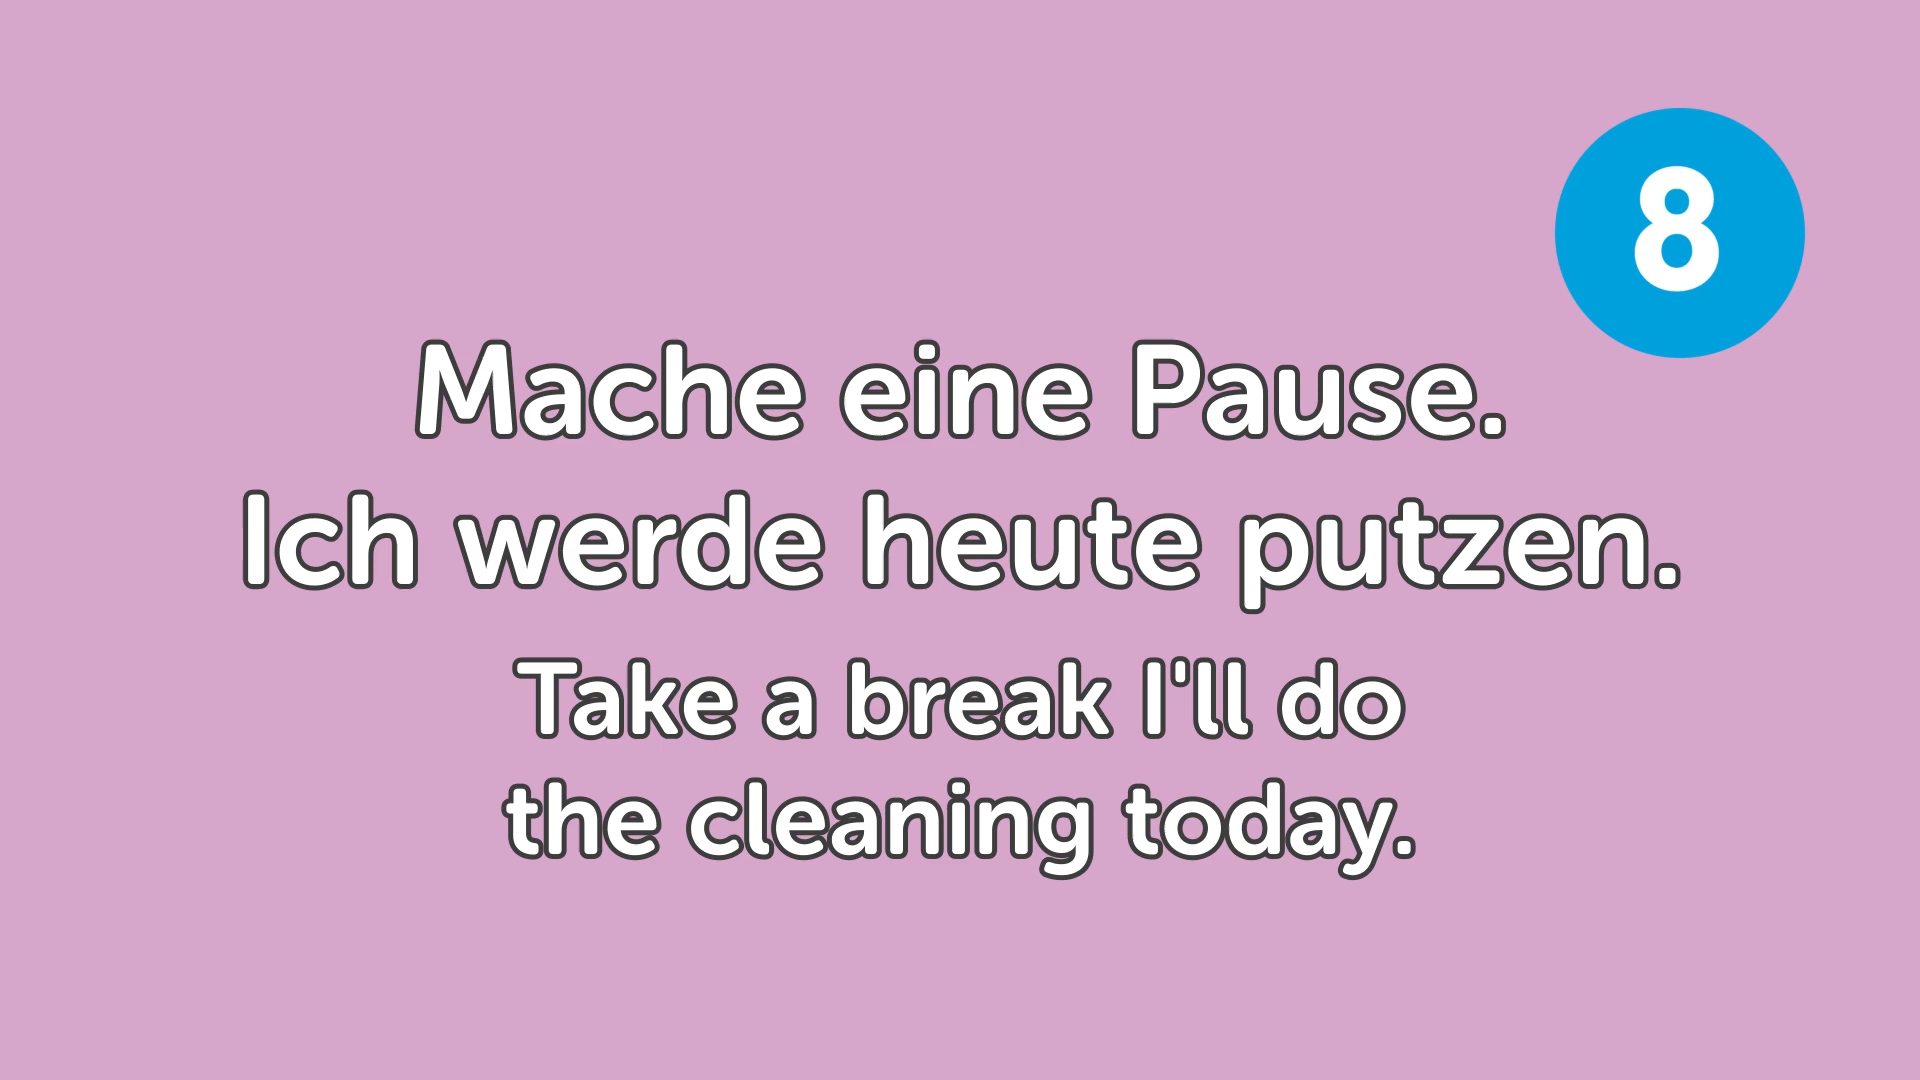 8
Mache eine Pause.
Ich werde heute putzen.
Take a break I'll do
the cleaning today.